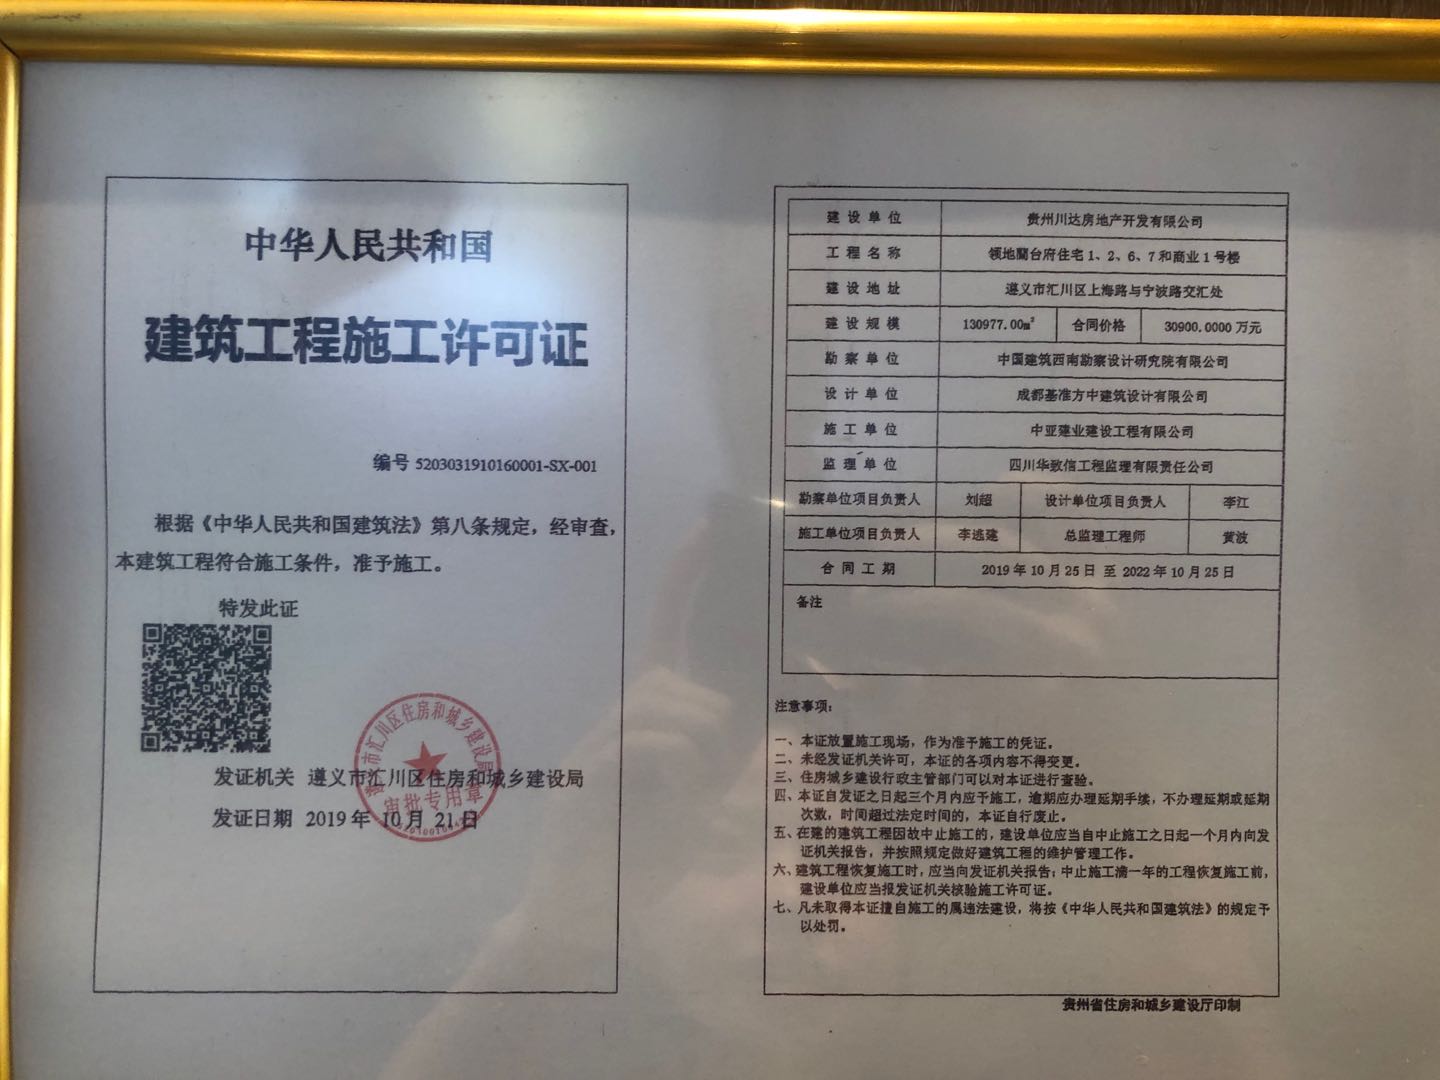 中华人民共和国
建筑工程施工许可证
编号 5203031910160001-SX-001
根据《中华人民共和国建筑法》第八条规定，经审查，
本建筑工程符合施工条件，准予施工。
特发此证
市汇川区住房和城乡建设局
审批专用章
发证机关 遵义市汇川区住房和城乡建设局
发证日期 2019年 10月 21日
建设单位 贵州川达房地产开发有限公司
工程名称 领地蘭台府住宅1、2、6、7和商业1号楼
建设地址 遵义市汇川区上海路与宁波路交汇处
建设规模 130977.00㎡ 合同价格 30900.0000 万元
勘察单位 中国建筑西南勘察设计研究院有限公司
设计单位 成都基准方中建筑设计有限公司
施工单位 中亚建业建设工程有限公司
监理单位 四川华致信工程监理有限责任公司
勘察单位项目负责人 刘超 设计单位项目负责人 李江
施工单位项目负责人 李建 总监理工程师 黄波
合同工期 2019年10月25日 至 2022年10月25日
备注
注意事项：
一、本证放置施工现场，作为准予施工的凭证。
二、未经发证机关许可，本证的各项内容不得变更。
三、住房城乡建设行政主管部门可以对本证进行查验。
四、本证自发证之日起三个月内应予施工，逾期应办理延期手续，不办理延期或延期
次数，时间超过法定时间的，本证自行废止。
五、在建的建筑工程因故中止施工的，建设单位应当自中止施工之日起一个月内向发
证机关报告，并按照规定做好建筑工程的维护管理工作。
六、建筑工程恢复施工时，应当向发证机关报告；中止施工满一年的工程恢复施工前，
建设单位应当报发证机关核验施工许可证。
七、凡未取得本证擅自施工的属违法建设，将按《中华人民共和国建筑法》的规定予
以处罚。
贵州省住房和城乡建设厅印制